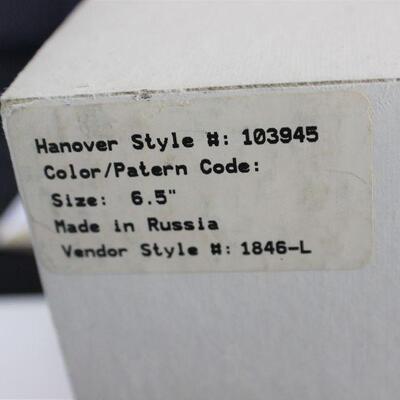 Hanover Style #: 103945
Color/Patern Code:
Size: 6.5"
Made in Russia
Vendor Style #: 1846-L